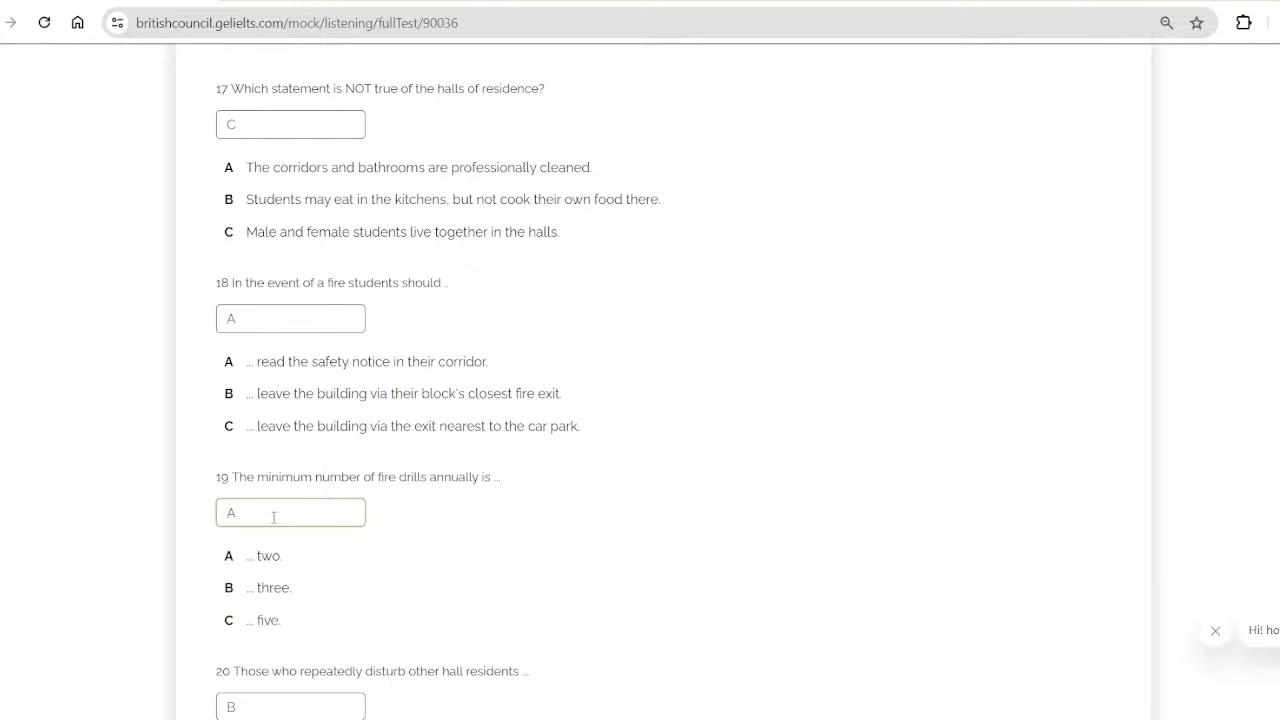 britishcouncil.gelielts.com/mock/listening/fullTest/90036
17 Which statement is NOT true of the halls of residence?
C
A The corridors and bathrooms are professionally cleaned.
B Students may eat in the kitchens, but not cook their own food there.
C Male and female students live together in the halls.
18 In the event of a fire students should ..
A
A ... read the safety notice in their corridor.
B ... leave the building via their block's closest fire exit.
C ... leave the building via the exit nearest to the car park.
19 The minimum number of fire drills annually is ...
A
A ... two.
B ... three.
C ... five.
Hi! ho
20 Those who repeatedly disturb other hall residents ...
B